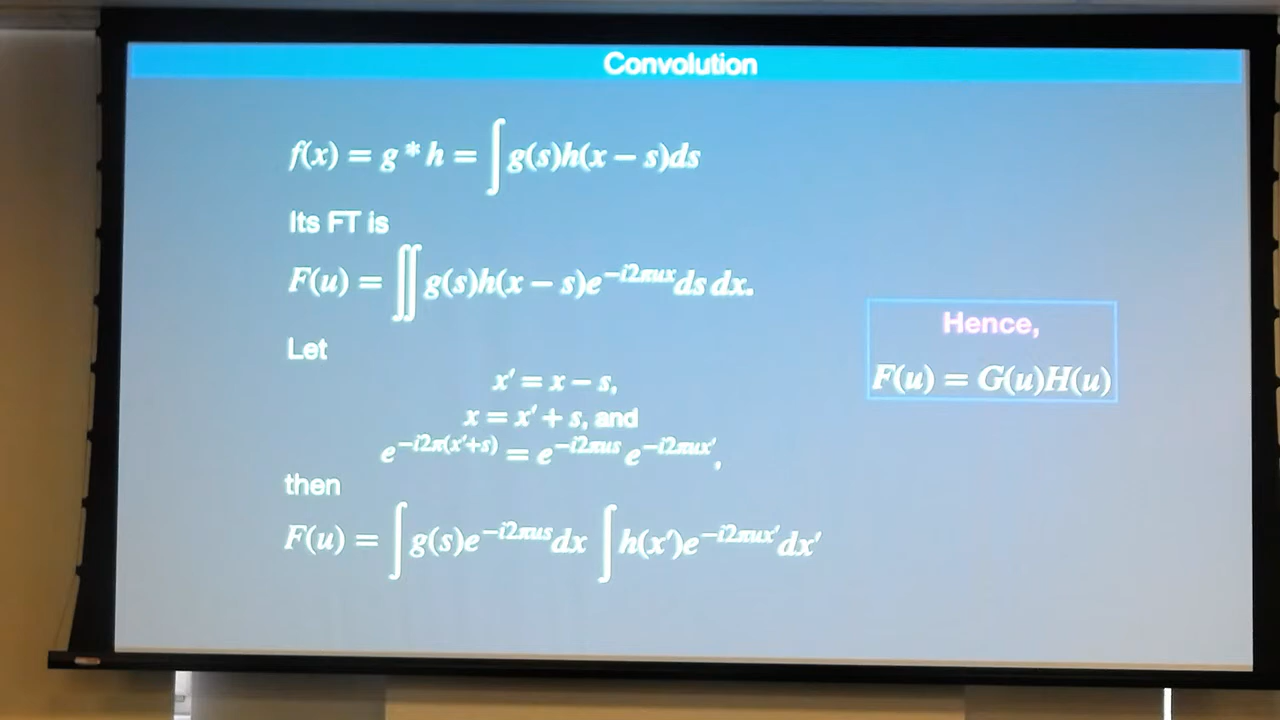 Convolution
f(x) = g * h = ∫ g(s)h(x − s)ds
Its FT is
F(u) = ∬ g(s)h(x − s)e^{−i2πux} ds dx.
Let
x′ = x − s,
x = x′ + s, and
e^{−i2π(x′+s)} = e^{−i2πus} e^{−i2πux′},
then
F(u) = ∫ g(s)e^{−i2πus} dx ∫ h(x′)e^{−i2πux′} dx′
Hence,
F(u) = G(u)H(u)